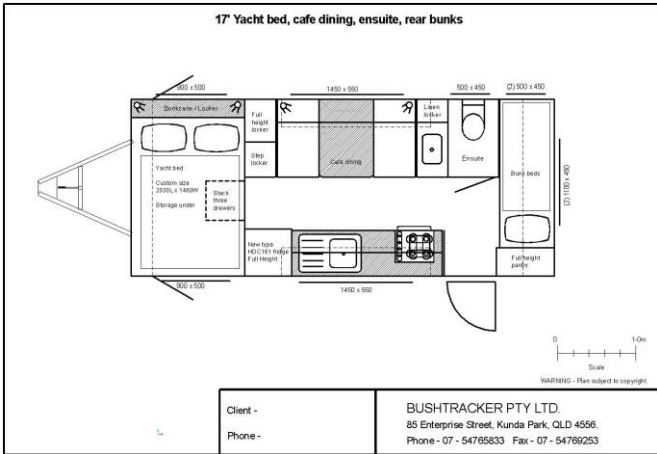 17' Yacht bed, cafe dining, ensuite, rear bunks
900 x 500
1450 x 550
500 x 450
(2) 500 x 450
Bookcase / Locker
Full
height
locker
Linen
locker
Step
locker
Cafe dining
Ensuite
Bunk beds
(2) 1100 x 450
Yacht bed
Custom size
2030L x 1460W
Storage under
Stack
three
drawers
New type
HDC161 fridge
Full Height
Full height
pantry
900 x 500
1450 x 550
0
1·0m
Scale
WARNING - Plan subject to copyright
Client -
Phone -
BUSHTRACKER PTY LTD.
85 Enterprise Street, Kunda Park, QLD 4556.
Phone - 07 - 54765833 Fax - 07 - 54769253